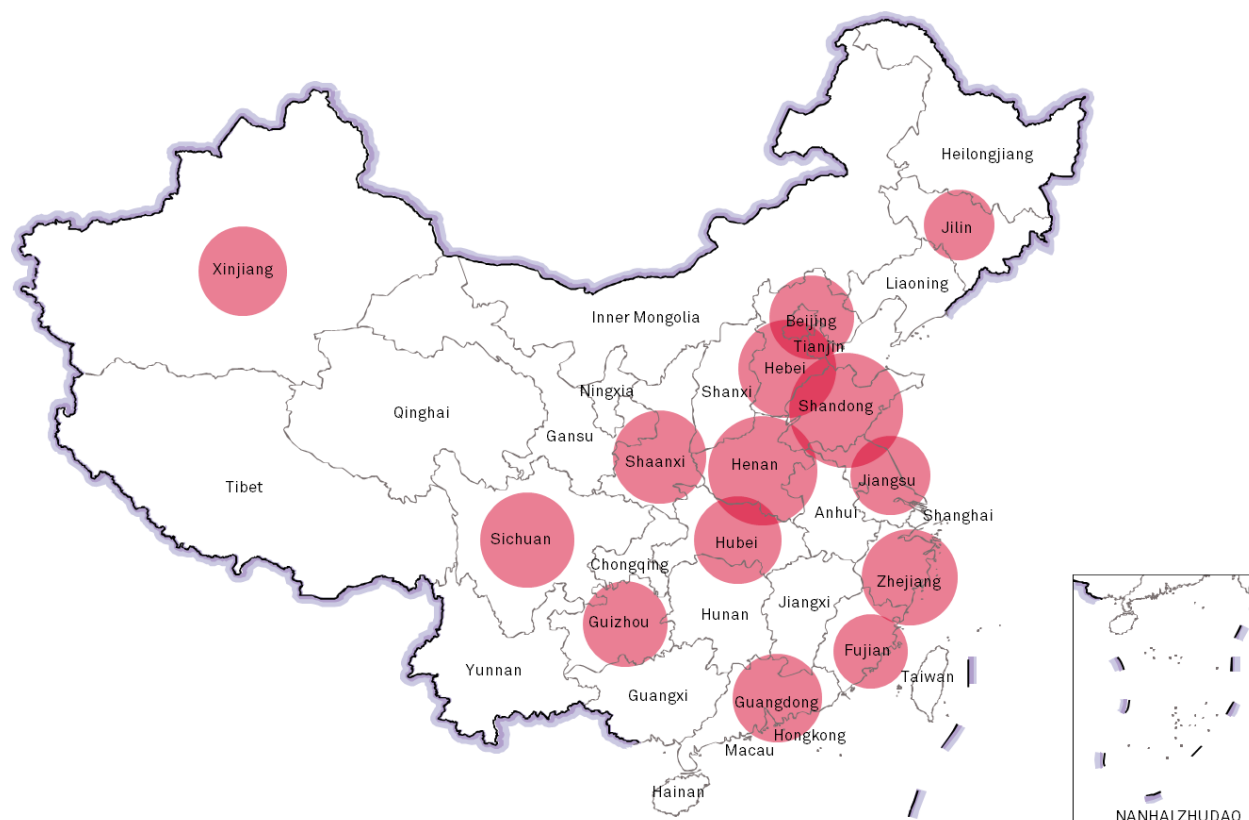 Heilongjiang
Jilin
Xinjiang
Liaoning
Inner Mongolia
Beijing
Tianjin
Hebei
Shanxi
Ningxia
Shandong
Qinghai
Gansu
Shaanxi
Henan
Jiangsu
Tibet
Anhui
Shanghai
Sichuan
Hubei
Chongqing
Zhejiang
Jiangxi
Hunan
Guizhou
Fujian
Yunnan
Taiwan
Guangxi
Guangdong
Hongkong
Macau
Hainan
NANHAIZHUDAO